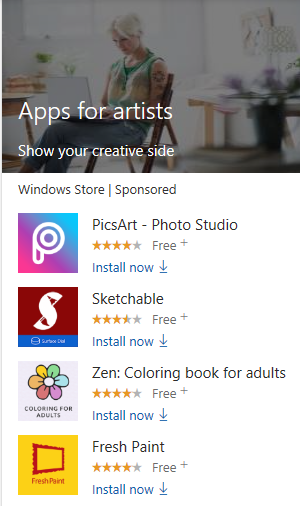 Apps for artists
Show your creative side
Windows Store | Sponsored
PicsArt - Photo Studio
Free +
Install now
Sketchable
Surface Dial
Free +
Install now
COLORING FOR
ADULTS
Zen: Coloring book for adults
Free +
Install now
Fresh Paint
Fresh Paint
Free +
Install now